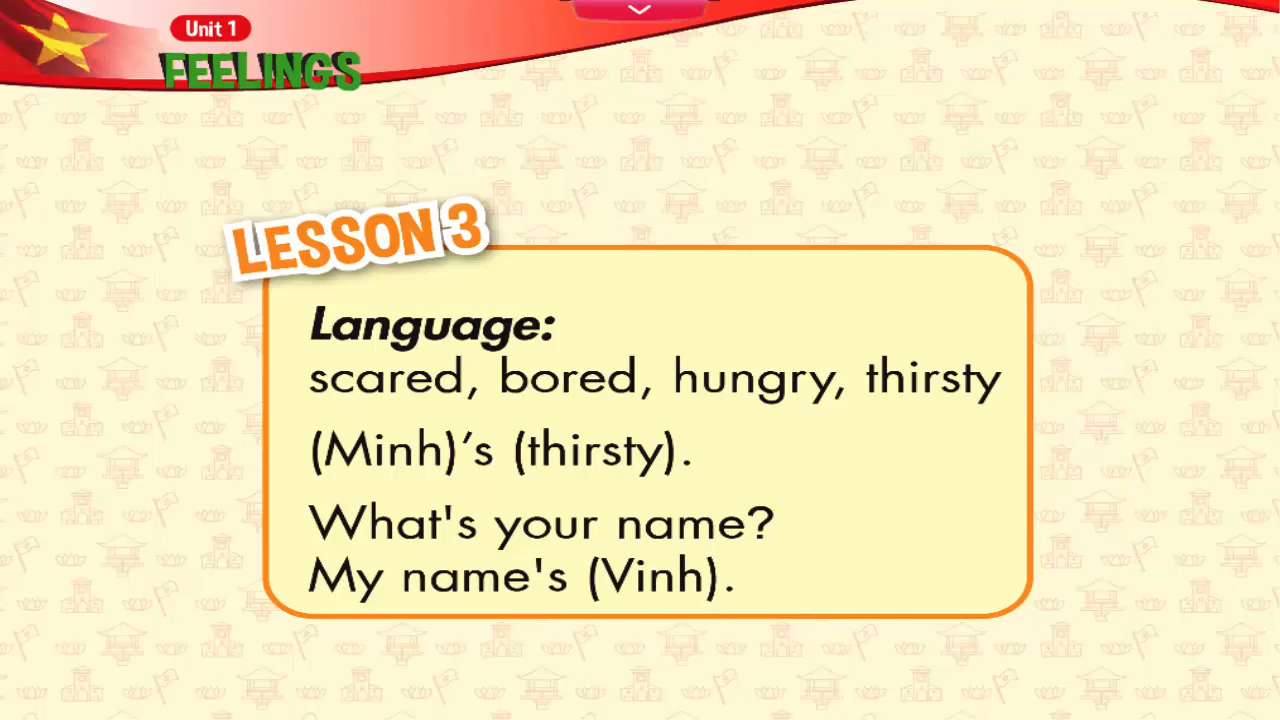 Unit 1
FEELINGS
LESSON 3
Language:
scared, bored, hungry, thirsty
(Minh)’s (thirsty).
What's your name?
My name's (Vinh).